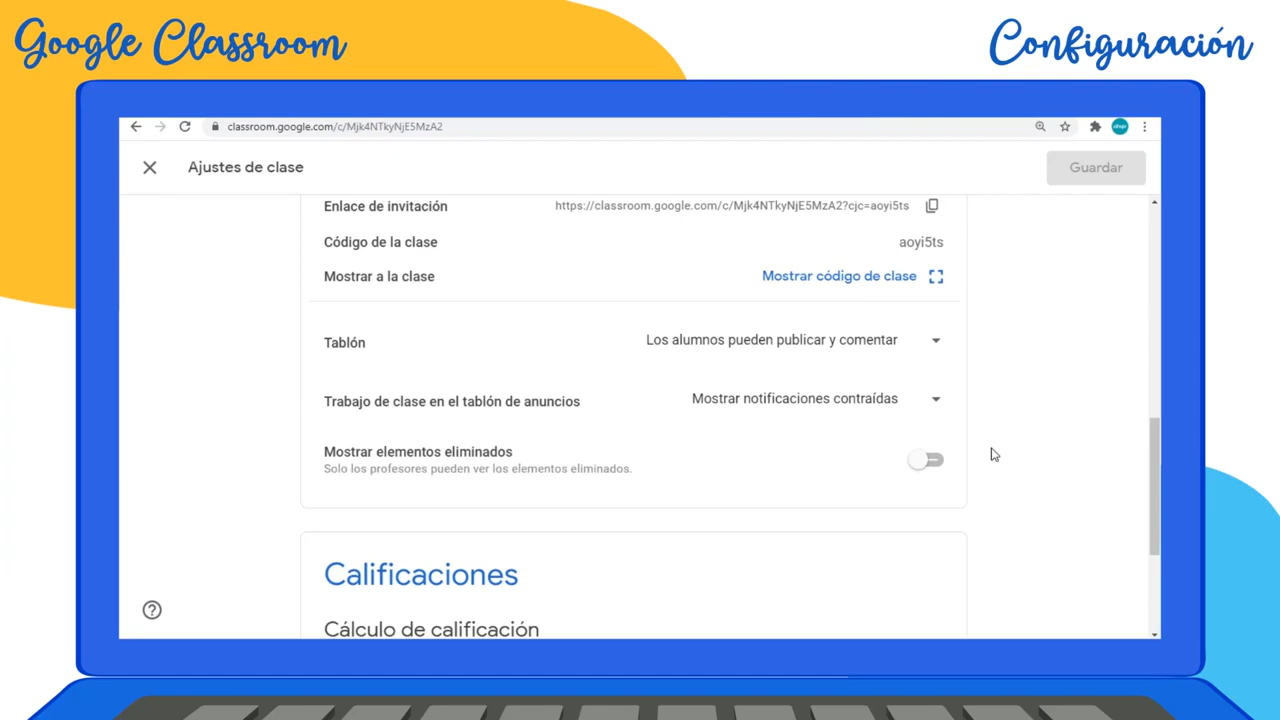 Google Classroom
Configuración
classroom.google.com/c/Mjk4NTkyNjE5MzA2
Ajustes de clase
Guardar
Enlace de invitación
https://classroom.google.com/c/Mjk4NTkyNjE5MzA2?cjc=aoyi5ts
Código de la clase
aoyi5ts
Mostrar a la clase
Mostrar código de clase
Tablón
Los alumnos pueden publicar y comentar
Trabajo de clase en el tablón de anuncios
Mostrar notificaciones contraídas
Mostrar elementos eliminados
Solo los profesores pueden ver los elementos eliminados.
Calificaciones
Cálculo de calificación